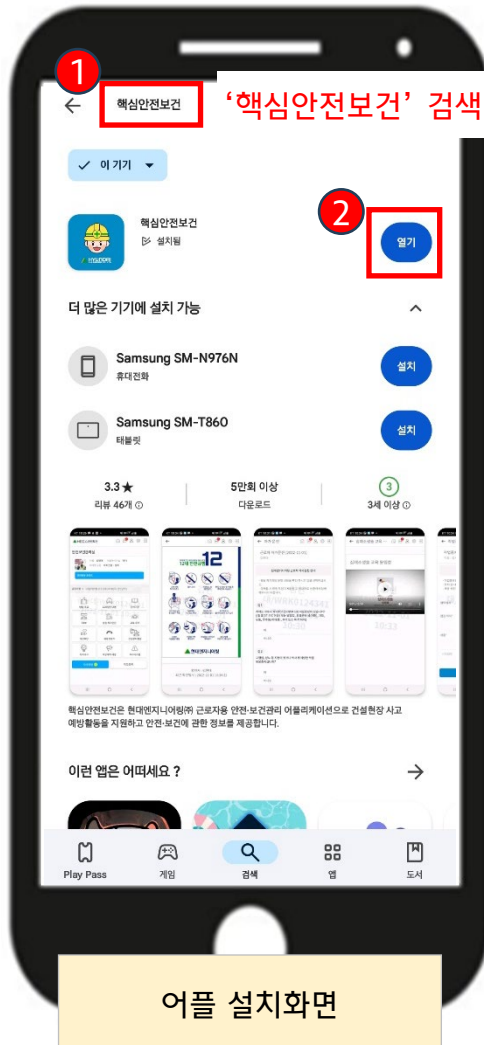 1
핵심안전보건
‘핵심안전보건’ 검색
이 기기
핵심안전보건
설치됨
2
열기
더 많은 기기에 설치 가능
Samsung SM-N976N
휴대전화
설치
Samsung SM-T860
태블릿
설치
3.3★
5만회 이상
3
리뷰 46개
다운로드
3세 이상
12
현대엔지니어링
핵심안전보건은 현대엔지니어링㈜ 근로자용 안전·보건관리 어플리케이션으로 건설현장 사고
예방활동을 지원하고 안전·보건에 관한 정보를 제공합니다.
이런 앱은 어떠세요 ?
Play Pass
게임
검색
앱
도서
어플 설치화면